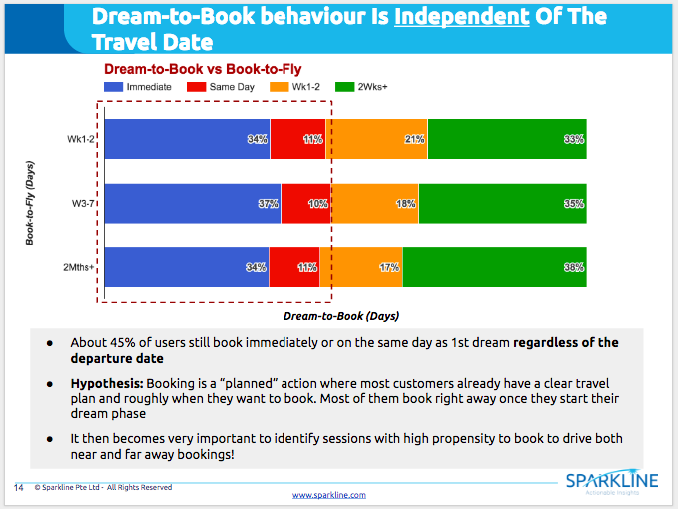 Dream-to-Book behaviour Is Independent Of The
Travel Date
Dream-to-Book vs Book-to-Fly
Immediate Same Day Wk1-2 2Wks+
Book-to-Fly (Days)
Wk1-2 34% 11% 21% 33%
W3-7 37% 10% 18% 35%
2Mths+ 34% 11% 17% 38%
Dream-to-Book (Days)
● About 45% of users still book immediately or on the same day as 1st dream regardless of the
departure date
● Hypothesis: Booking is a “planned” action where most customers already have a clear travel
plan and roughly when they want to book. Most of them book right away once they start their
dream phase
● It then becomes very important to identify sessions with high propensity to book to drive both
near and far away bookings!
14 © Sparkline Pte Ltd - All Rights Reserved
www.sparkline.com
SPARKLINE
Actionable Insights